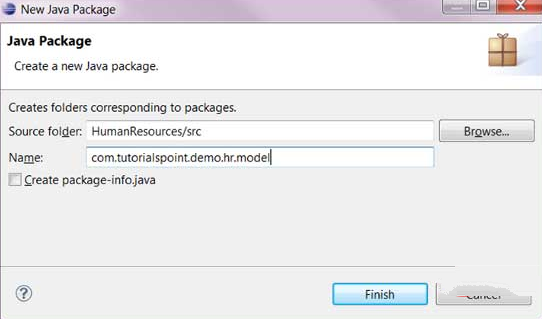 New Java Package
Java Package
Create a new Java package.
Creates folders corresponding to packages.
Source folder: HumanResources/src Browse...
Name: com.tutorialspoint.demo.hr.model
Create package-info.java
? Finish Cancel